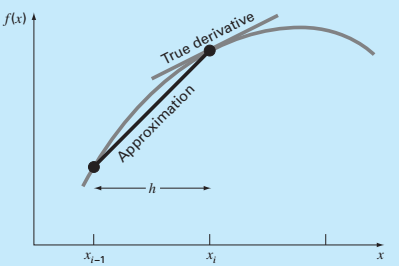 f(x)
True derivative
Approximation
h
x_{i–1}
x_i
x